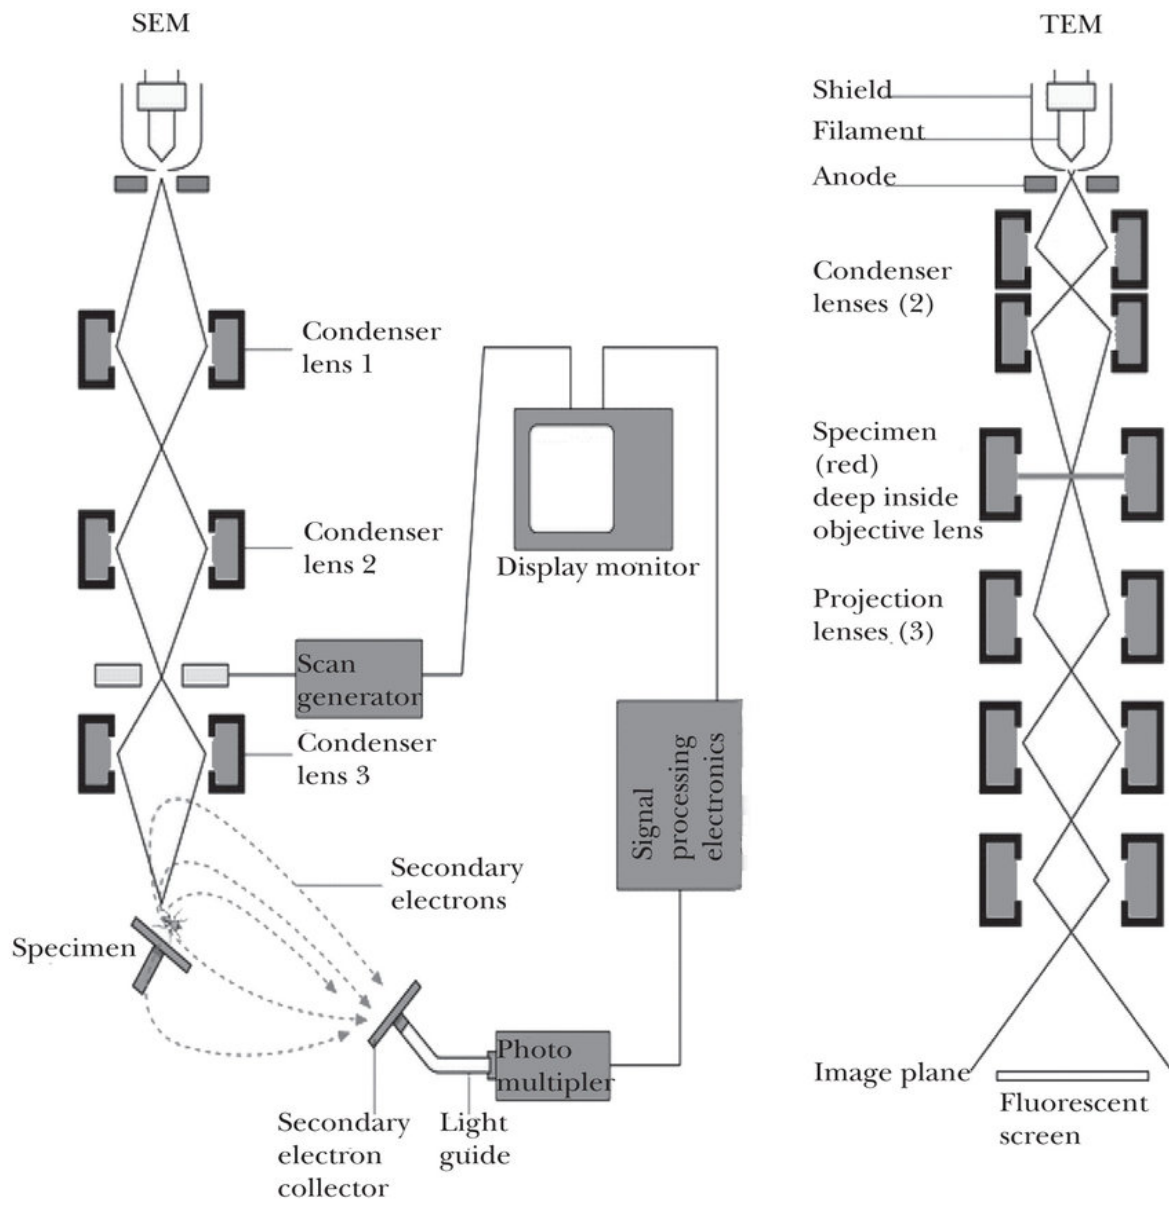 SEM
TEM
Shield
Filament
Anode
Condenser
lenses (2)
Condenser
lens 1
Specimen
(red)
deep inside
objective lens
Condenser
lens 2
Display monitor
Projection
lenses (3)
Scan
generator
Condenser
lens 3
Signal
processing
electronics
Secondary
electrons
Specimen
Photo
multipler
Image plane
Fluorescent
screen
Secondary
electron
collector
Light
guide